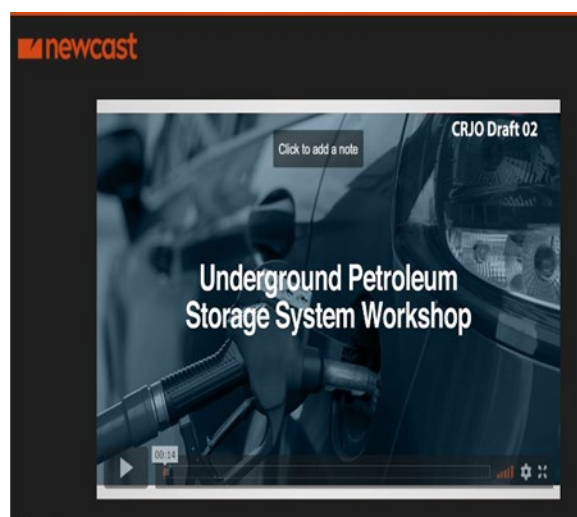 newcast
CRJO Draft 02
Click to add a note
Underground Petroleum
Storage System Workshop
00:14